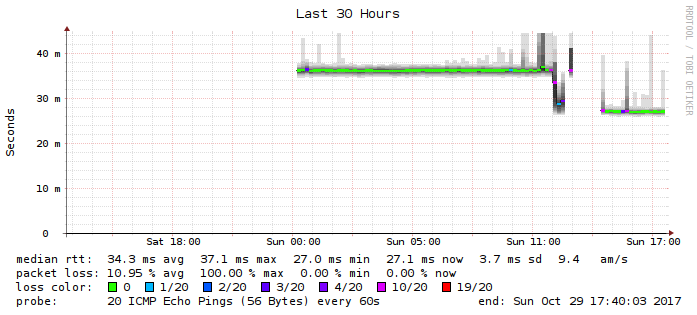 Last 30 Hours
RRDTOOL / TOBI OETIKER
Seconds
40 m
30 m
20 m
10 m
0
Sat 18:00 Sun 00:00 Sun 05:00 Sun 11:00 Sun 17:00
median rtt: 34.3 ms avg 37.1 ms max 27.0 ms min 27.1 ms now 3.7 ms sd 9.4 am/s
packet loss: 10.95 % avg 100.00 % max 0.00 % min 0.00 % now
loss color: 0 1/20 2/20 3/20 4/20 10/20 19/20
probe: 20 ICMP Echo Pings (56 Bytes) every 60s end: Sun Oct 29 17:40:03 2017